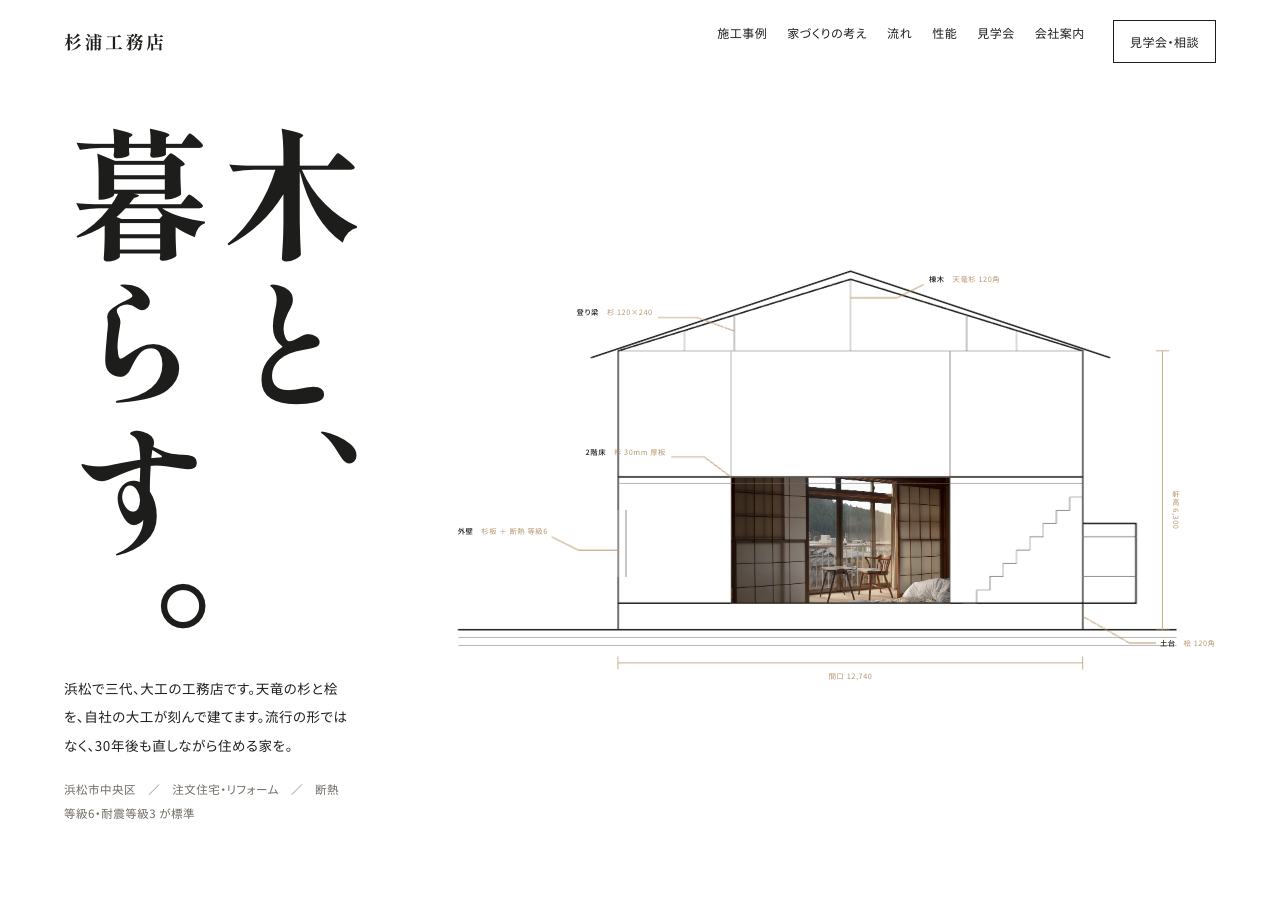 杉浦工務店
施工事例
家づくりの考え
流れ
性能
見学会
会社案内
見学会・相談
木と、
暮らす。
浜松で三代、大工の工務店です。天竜の杉と桧
を、自社の大工が刻んで建てます。流行の形では
なく、30年後も直しながら住める家を。
浜松市中央区　／　注文住宅・リフォーム　／　断熱
等級6・耐震等級3 が標準
棟木　天竜杉 120角
登り梁　杉 120×240
2階床　杉 30mm 厚板
外壁　杉板 ＋ 断熱 等級6
軒高 6,300
土台　桧 120角
間口 12,740